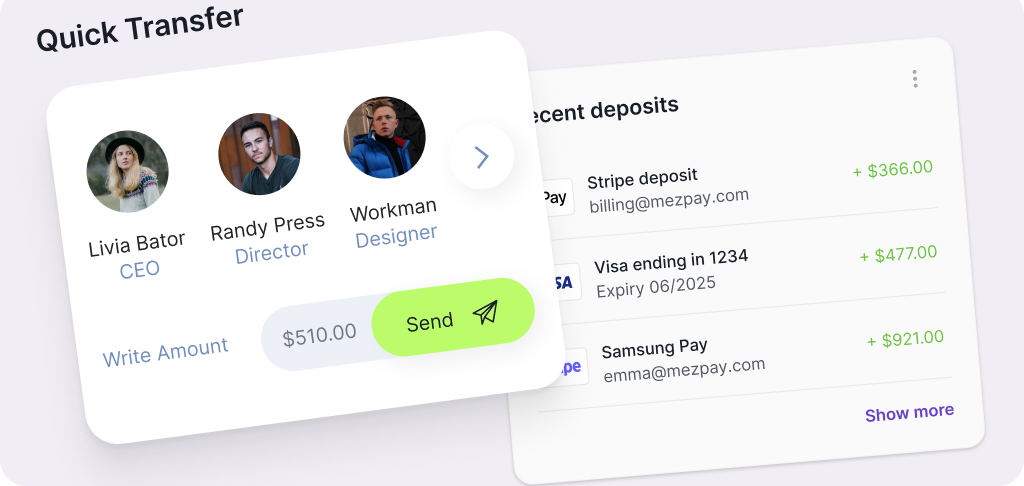 Quick Transfer
Livia Bator
CEO
Randy Press
Director
Workman
Designer
Write Amount
$510.00
Send
ecent deposits
Pay
Stripe deposit
billing@mezpay.com
+ $366.00
SA
Visa ending in 1234
Expiry 06/2025
+ $477.00
pe
Samsung Pay
emma@mezpay.com
+ $921.00
Show more